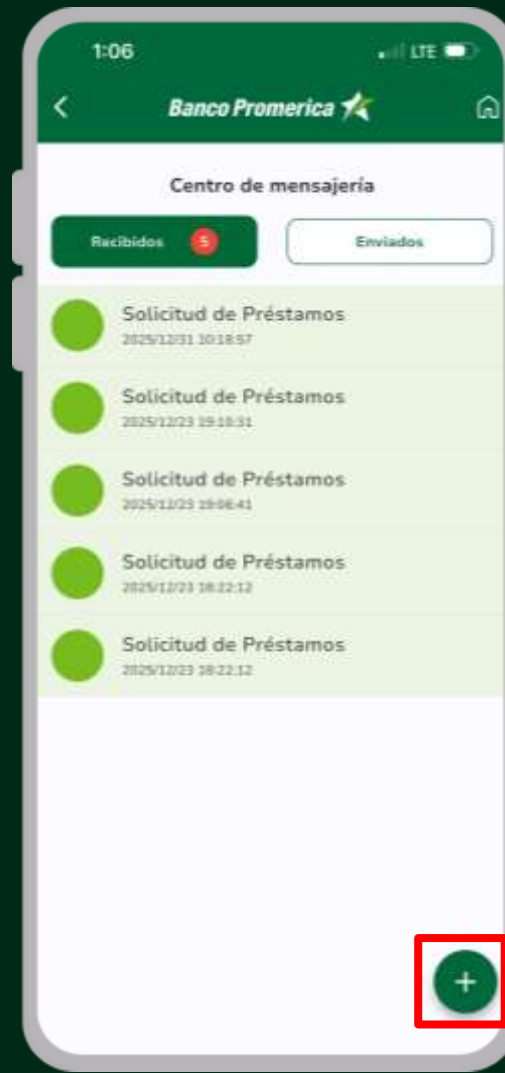 1:06
LTE
Banco Promerica
Centro de mensajería
Recibidos 5
Enviados
Solicitud de Préstamos
2025/12/31 10:18:57
Solicitud de Préstamos
2025/12/23 19:10:31
Solicitud de Préstamos
2025/12/23 19:06:41
Solicitud de Préstamos
2025/12/23 18:22:12
Solicitud de Préstamos
2025/12/23 18:22:12
+